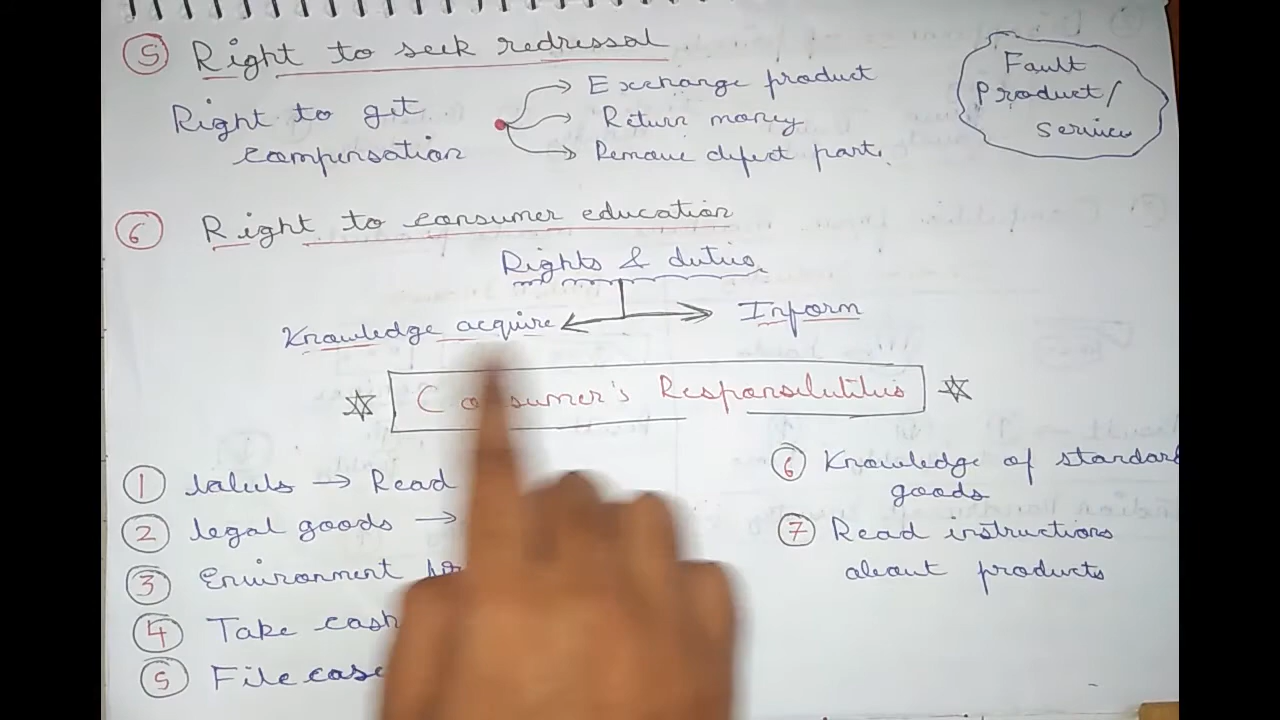 5 Right to seek redressal
Right to get
compensation
Exchange product
Return money
Remove defect part.
Fault
Product/
Service
6 Right to consumer education
Rights & duties
Knowledge acquire
Inform
Consumer's Responsibilities
1 labels → Read
2 legal goods →
3 Environment
4 Take cash
5 File case
6 Knowledge of standard
goods
7 Read instructions
about products